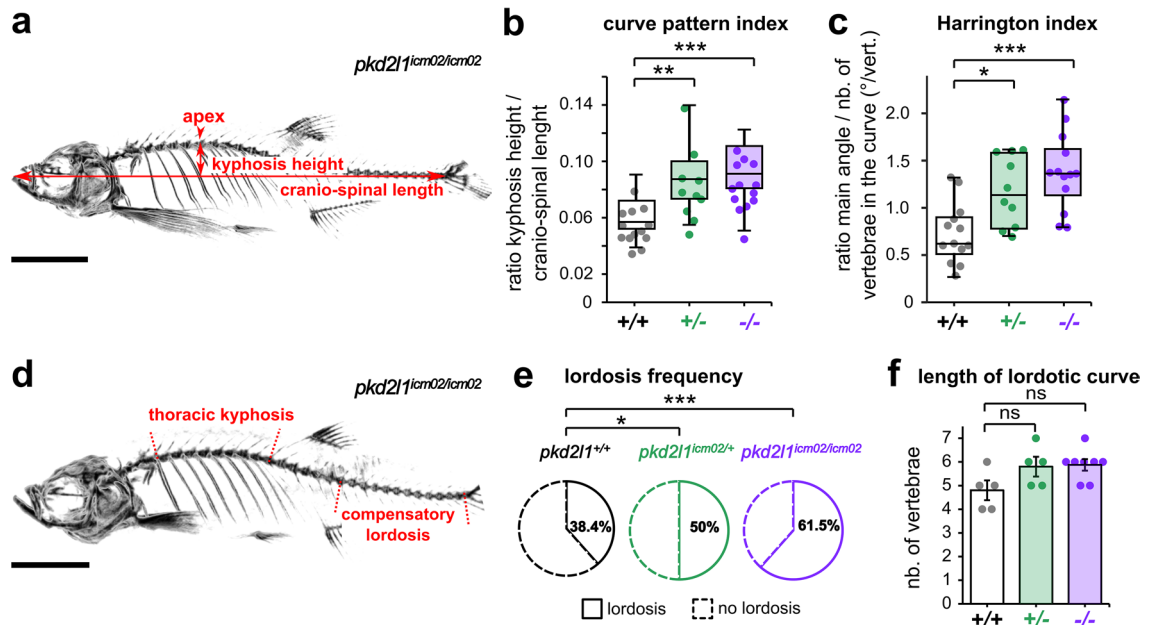 a
pkd2l1icm02/icm02
apex
kyphosis height
cranio-spinal length
b
curve pattern index
***
**
ratio kyphosis height /
cranio-spinal lenght
0.14
0.10
0.06
0.02
0
+/+
+/-
-/-
c
Harrington index
***
*
ratio main angle / nb. of
vertebrae in the curve (°/vert.)
2.0
1.5
1.0
0.5
0
+/+
+/-
-/-
d
pkd2l1icm02/icm02
thoracic kyphosis
compensatory
lordosis
e
lordosis frequency
***
*
pkd2l1+/+
pkd2l1icm02/+
pkd2l1icm02/icm02
38.4%
50%
61.5%
lordosis
no lordosis
f
length of lordotic curve
ns
ns
nb. of vertebrae
7
6
5
4
3
2
1
0
+/+
+/-
-/-